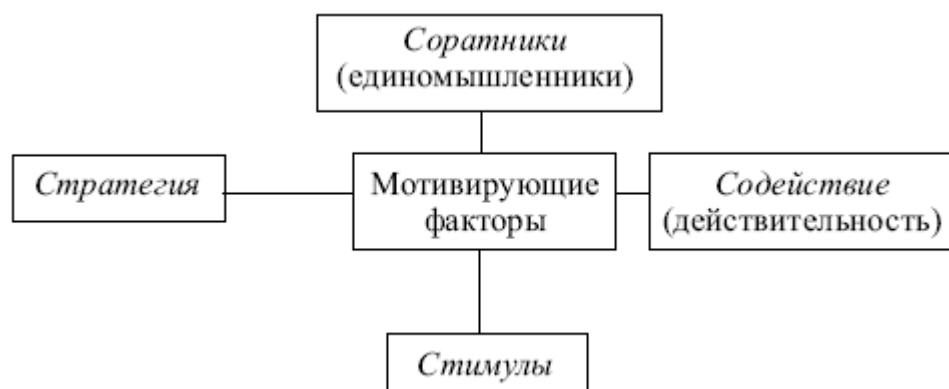 Соратники
(единомышленники)
Стратегия
Мотивирующие
факторы
Содействие
(действительность)
Стимулы